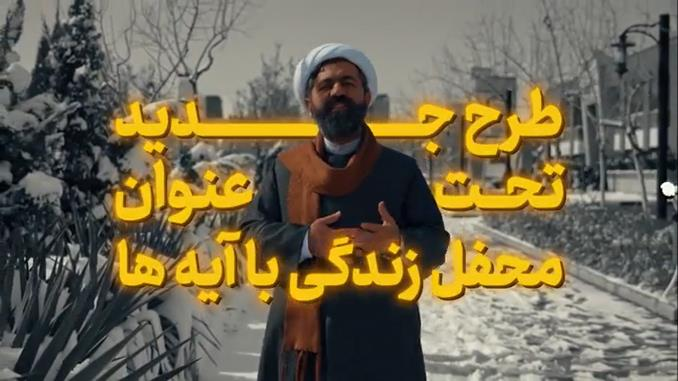 طرح جدید
تحت عنوان
محفل زندگی با آیه ها